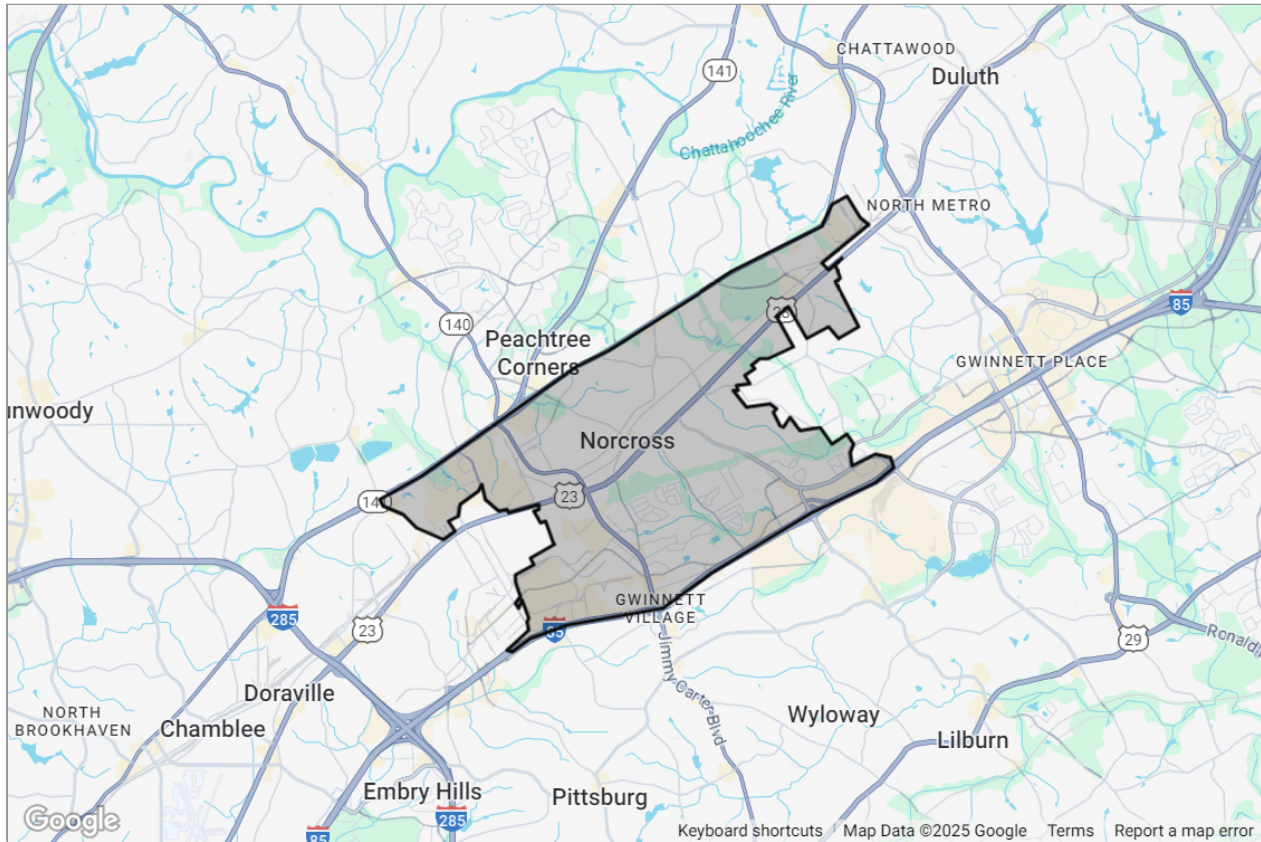 CHATTAWOOD
Duluth
141
Chattahoochee River
NORTH METRO
85
23
140
Peachtree
Corners
GWINNETT PLACE
unwoody
Norcross
23
GWINNETT
VILLAGE
85
285
23
29
Ronald
Jimmy Carter Blvd
Doraville
NORTH
BROOKHAVEN
Chamblee
Wyloway
Lilburn
Embry Hills
Pittsburg
285
85
Google
Keyboard shortcuts
Map Data ©2025 Google
Terms
Report a map error